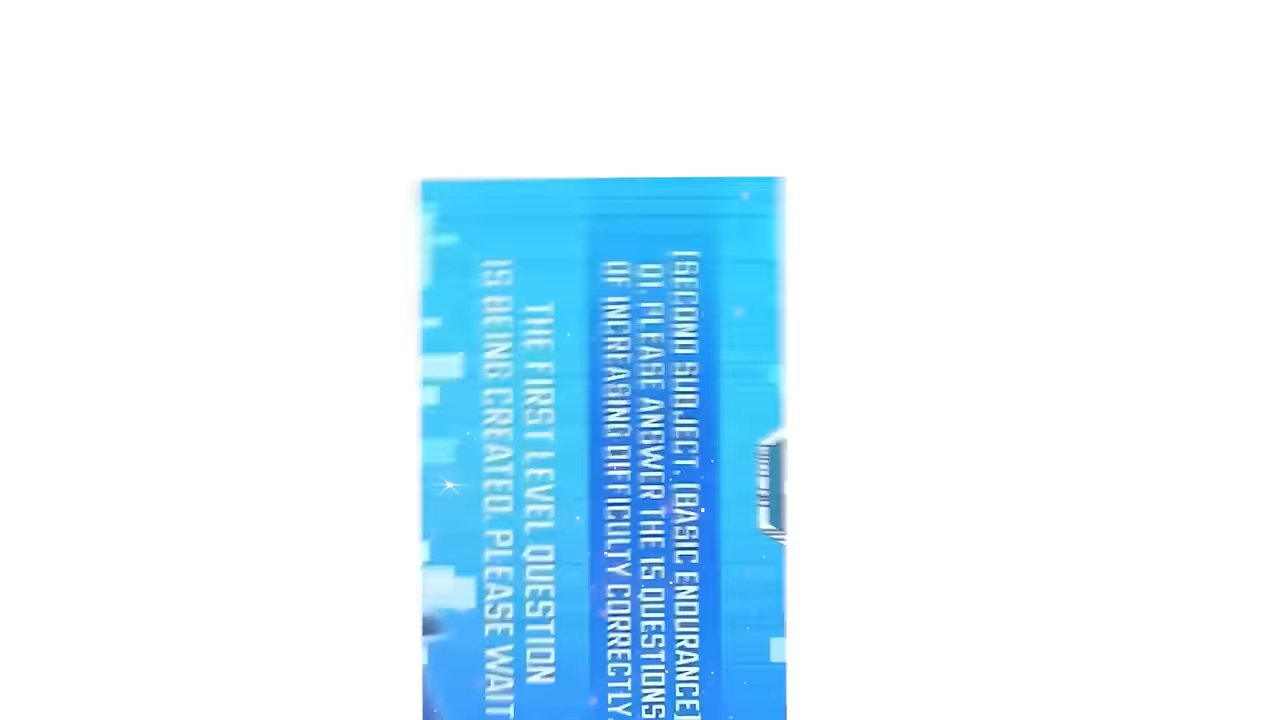 [SECOND SUBJECT. [BASIC ENDURANCE]
01. PLEASE ANSWER THE 15 QUESTIONS
OF INCREASING DIFFICULTY CORRECTLY.
THE FIRST LEVEL QUESTION
IS BEING CREATED. PLEASE WAIT